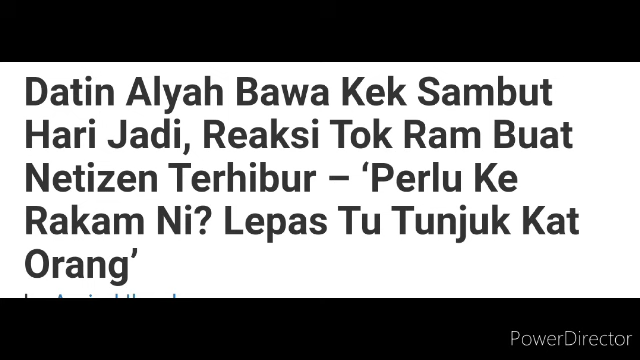 Datin Alyah Bawa Kek Sambut
Hari Jadi, Reaksi Tok Ram Buat
Netizen Terhibur – ‘Perlu Ke
Rakam Ni? Lepas Tu Tunjuk Kat
Orang’
PowerDirector